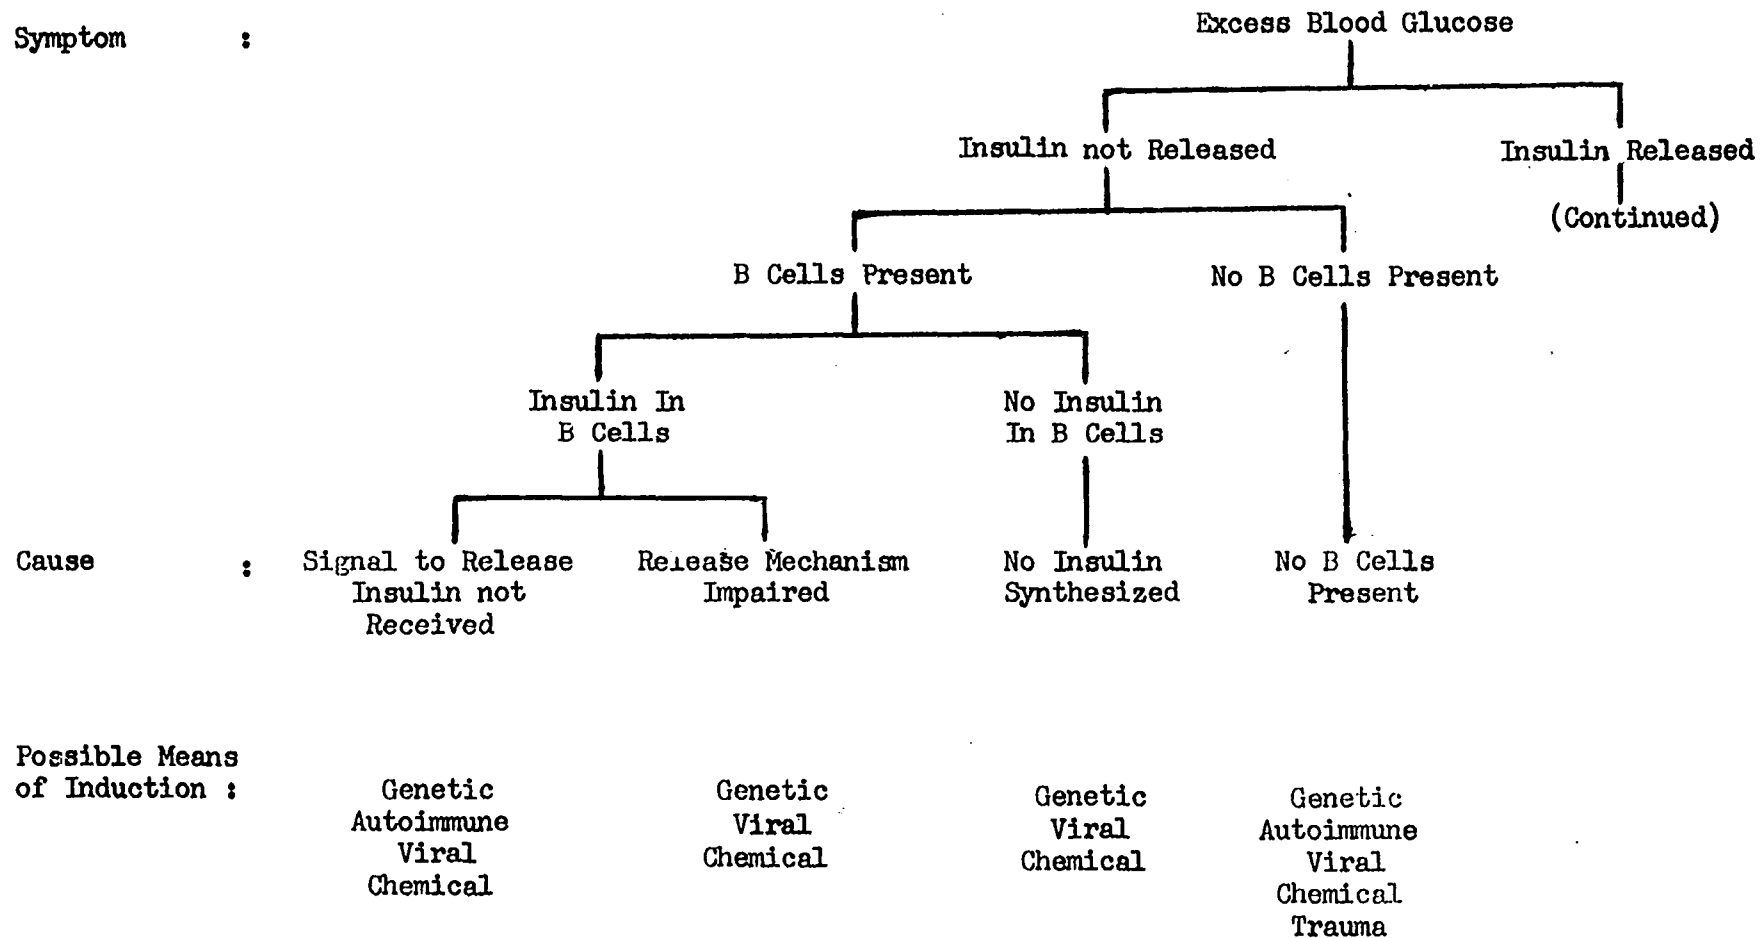 Symptom :
Excess Blood Glucose
Insulin not Released
Insulin Released
(Continued)
B Cells Present
No B Cells Present
Insulin In
B Cells
No Insulin
In B Cells
Cause :
Signal to Release
Insulin not
Received
Release Mechanism
Impaired
No Insulin
Synthesized
No B Cells
Present
Possible Means
of Induction :
Genetic
Autoimmune
Viral
Chemical
Genetic
Viral
Chemical
Genetic
Viral
Chemical
Genetic
Autoimmune
Viral
Chemical
Trauma